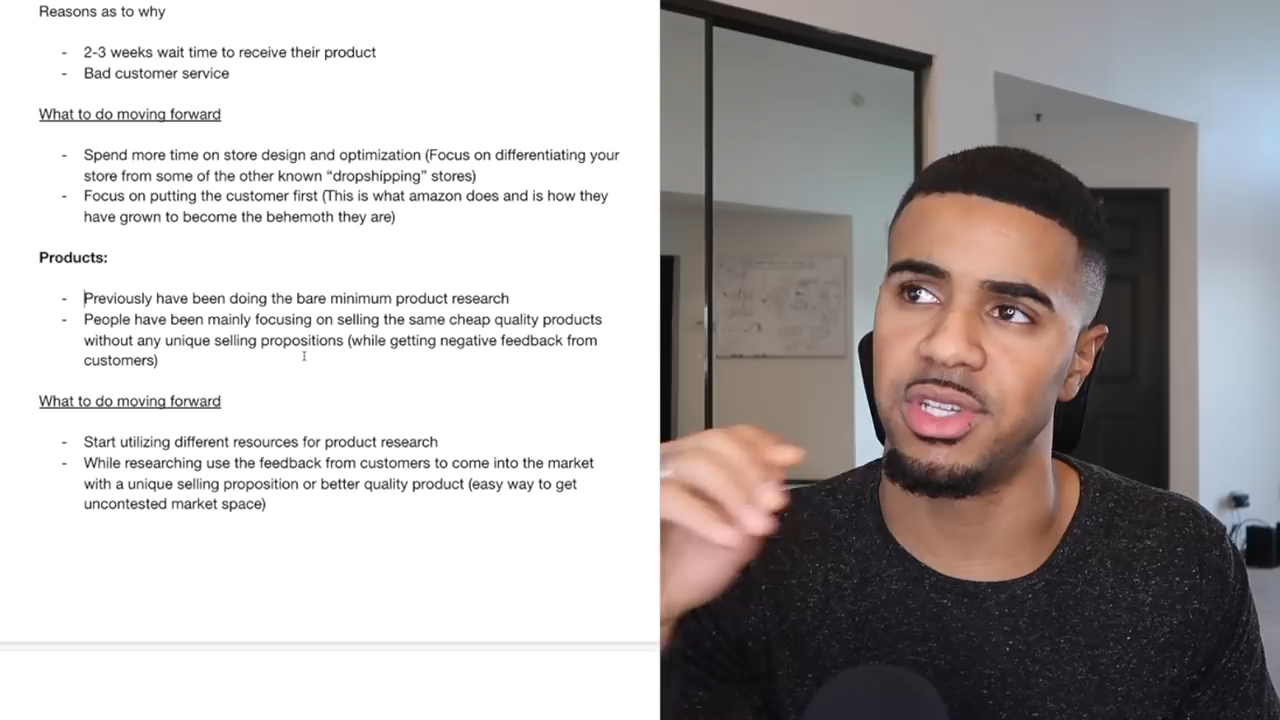 Reasons as to why
- 2-3 weeks wait time to receive their product
- Bad customer service
What to do moving forward
- Spend more time on store design and optimization (Focus on differentiating your
store from some of the other known “dropshipping” stores)
- Focus on putting the customer first (This is what amazon does and is how they
have grown to become the behemoth they are)
Products:
- Previously have been doing the bare minimum product research
- People have been mainly focusing on selling the same cheap quality products
without any unique selling propositions (while getting negative feedback from
customers)
What to do moving forward
- Start utilizing different resources for product research
- While researching use the feedback from customers to come into the market
with a unique selling proposition or better quality product (easy way to get
uncontested market space)